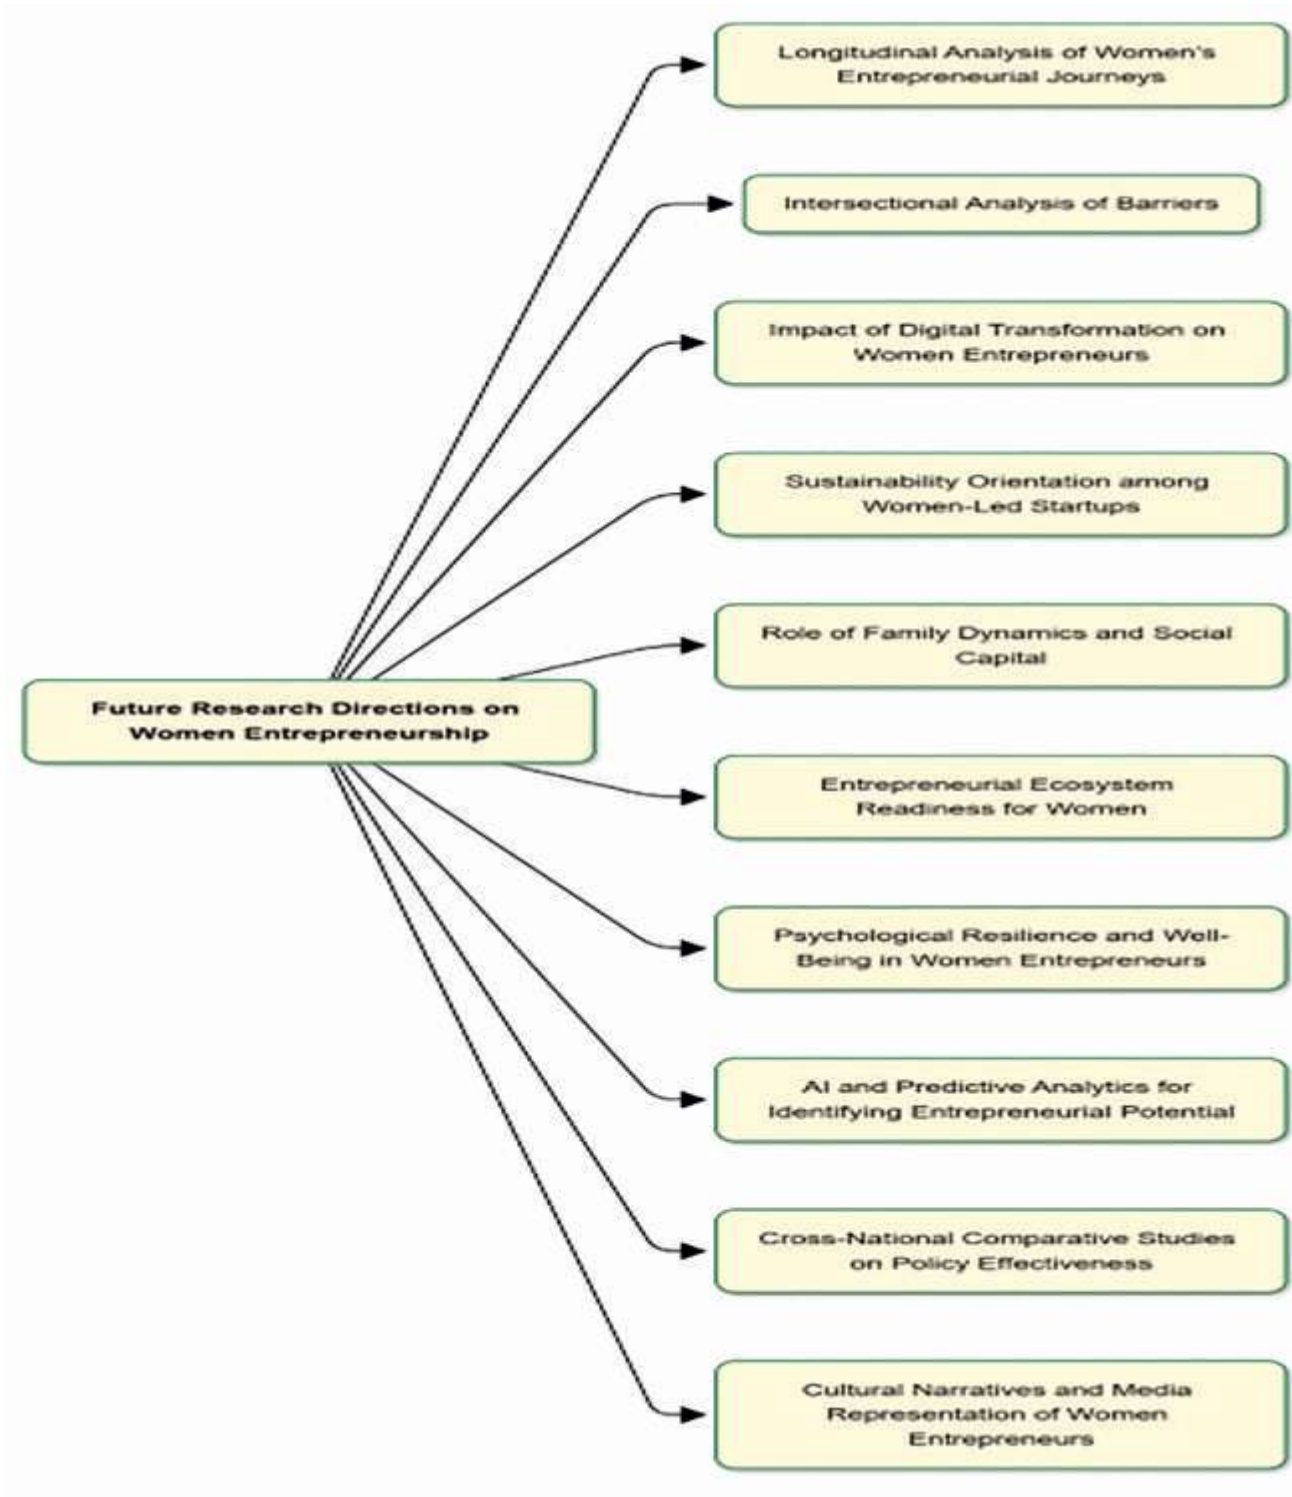 Longitudinal Analysis of Women's
Entrepreneurial Journeys
Intersectional Analysis of Barriers
Impact of Digital Transformation on
Women Entrepreneurs
Sustainability Orientation among
Women-Led Startups
Role of Family Dynamics and Social
Capital
Future Research Directions on
Women Entrepreneurship
Entrepreneurial Ecosystem
Readiness for Women
Psychological Resilience and Well-
Being in Women Entrepreneurs
AI and Predictive Analytics for
Identifying Entrepreneurial Potential
Cross-National Comparative Studies
on Policy Effectiveness
Cultural Narratives and Media
Representation of Women
Entrepreneurs